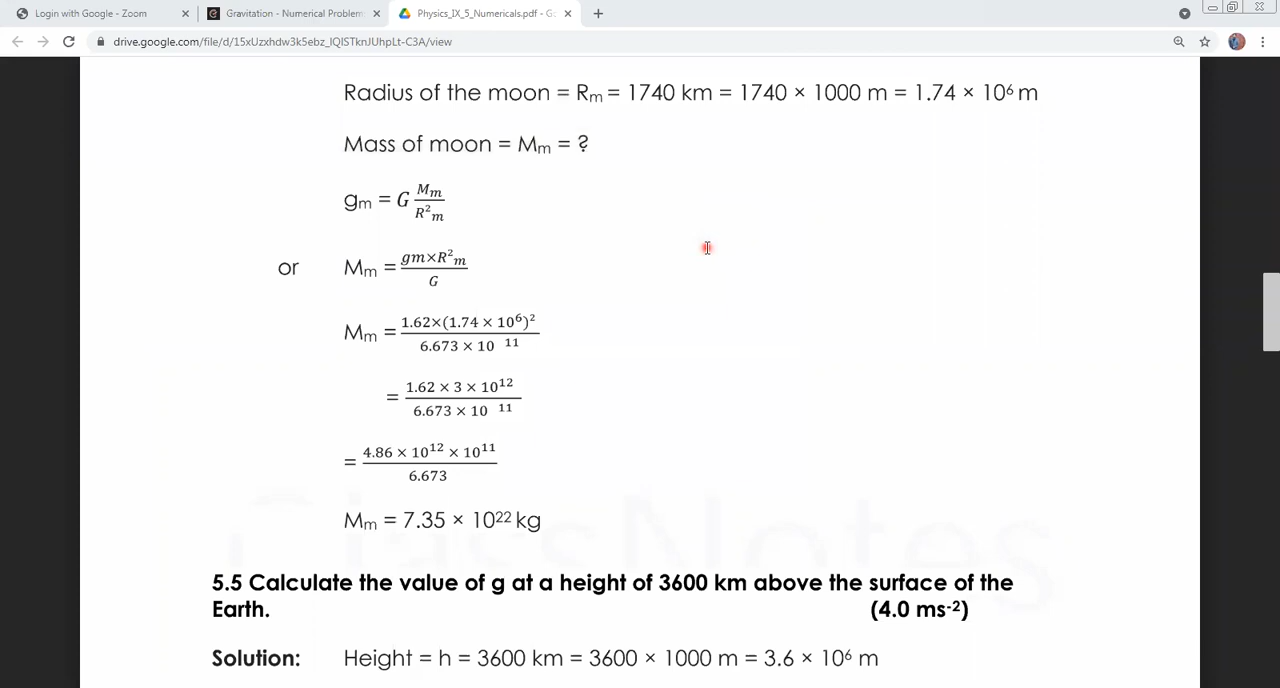 Login with Google - Zoom
Gravitation - Numerical Problem
Physics_IX_5_Numericals.pdf - Go
drive.google.com/file/d/15xUzxhdw3k5ebz_IQISTknJUhpLt-C3A/view
Radius of the moon = Rm = 1740 km = 1740 × 1000 m = 1.74 × 10⁶ m
Mass of moon = Mm = ?
gm = G Mm / R²m
or Mm = gm×R²m / G
Mm = 1.62×(1.74 × 10⁶)² / 6.673 × 10 ¹¹
= 1.62 × 3 × 10¹² / 6.673 × 10 ¹¹
= 4.86 × 10¹² × 10¹¹ / 6.673
Mm = 7.35 × 10²² kg
ClassNotes
5.5 Calculate the value of g at a height of 3600 km above the surface of the
Earth. (4.0 ms⁻²)
Solution: Height = h = 3600 km = 3600 × 1000 m = 3.6 × 10⁶ m